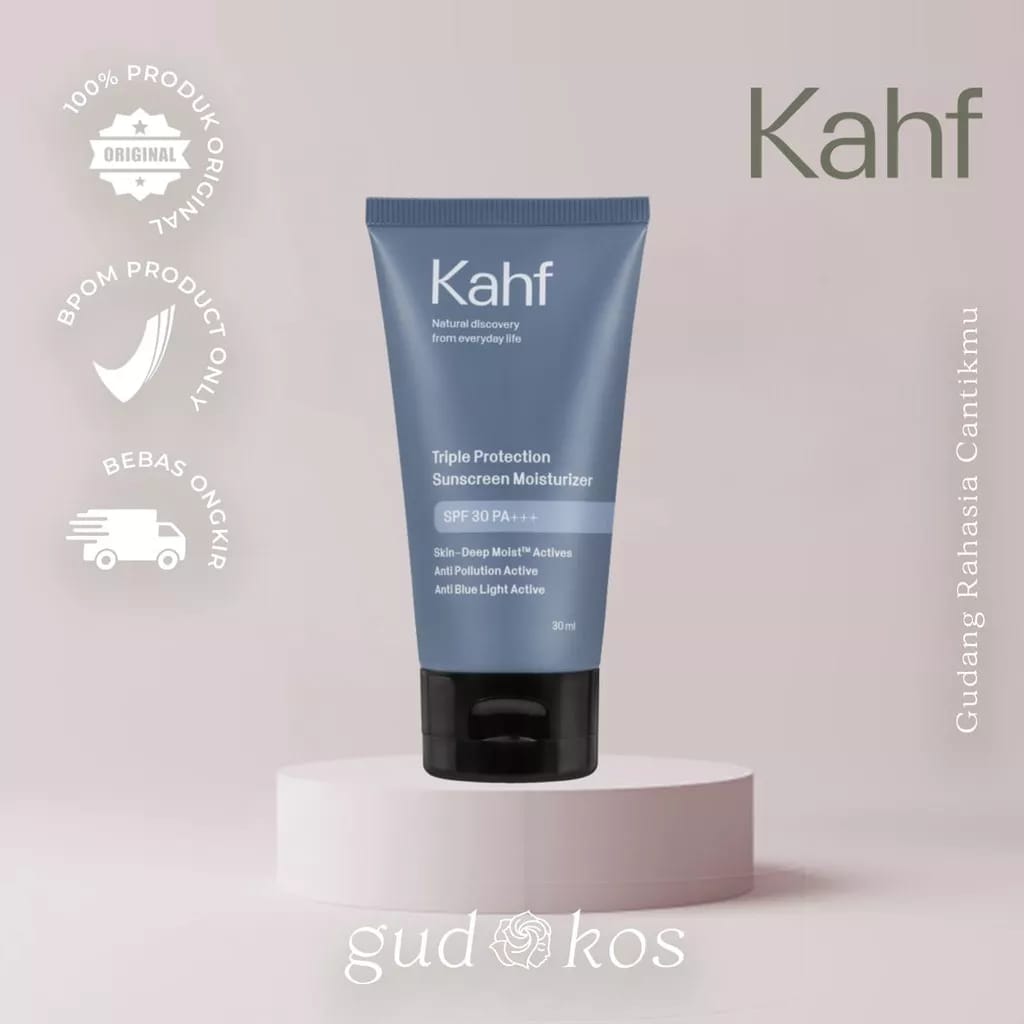 100% PRODUK ORIGINAL
ORIGINAL
BPOM PRODUCT ONLY
BEBAS ONGKIR
Kahf
Kahf
Natural discovery
from everyday life
Triple Protection
Sunscreen Moisturizer
SPF 30 PA+++
Skin-Deep Moist™ Actives
Anti Pollution Active
Anti Blue Light Active
30 ml
Gudang Rahasia Cantikmu
gud kos